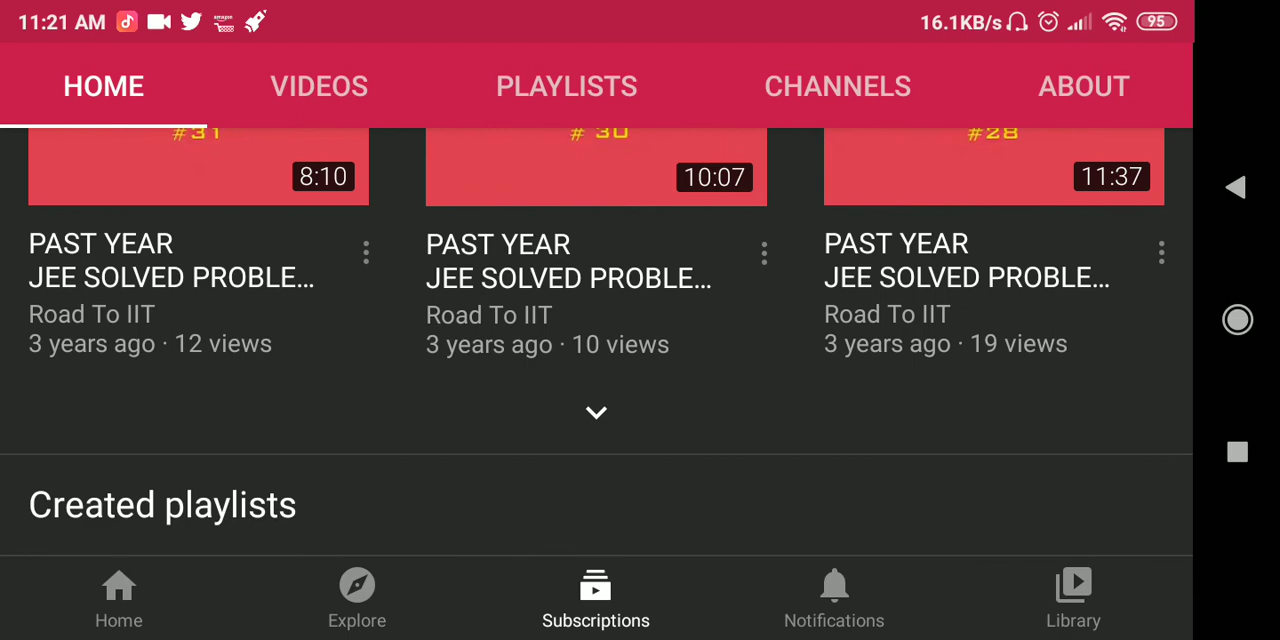 11:21 AM
16.1KB/s
95
HOME
VIDEOS
PLAYLISTS
CHANNELS
ABOUT
#31
# 30
#28
8:10
10:07
11:37
PAST YEAR
JEE SOLVED PROBLE...
Road To IIT
3 years ago · 12 views
PAST YEAR
JEE SOLVED PROBLE...
Road To IIT
3 years ago · 10 views
PAST YEAR
JEE SOLVED PROBLE...
Road To IIT
3 years ago · 19 views
Created playlists
Home
Explore
Subscriptions
Notifications
Library